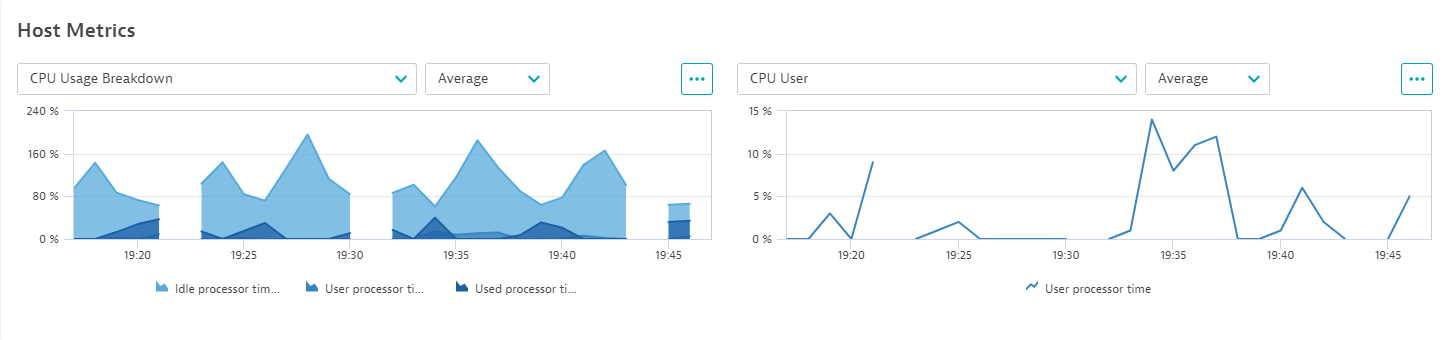 Host Metrics
CPU Usage Breakdown
Average
CPU User
Average
240 %
160 %
80 %
0 %
19:20
19:25
19:30
19:35
19:40
19:45
Idle processor tim...
User processor ti...
Used processor ti...
15 %
10 %
5 %
0 %
19:20
19:25
19:30
19:35
19:40
19:45
User processor time